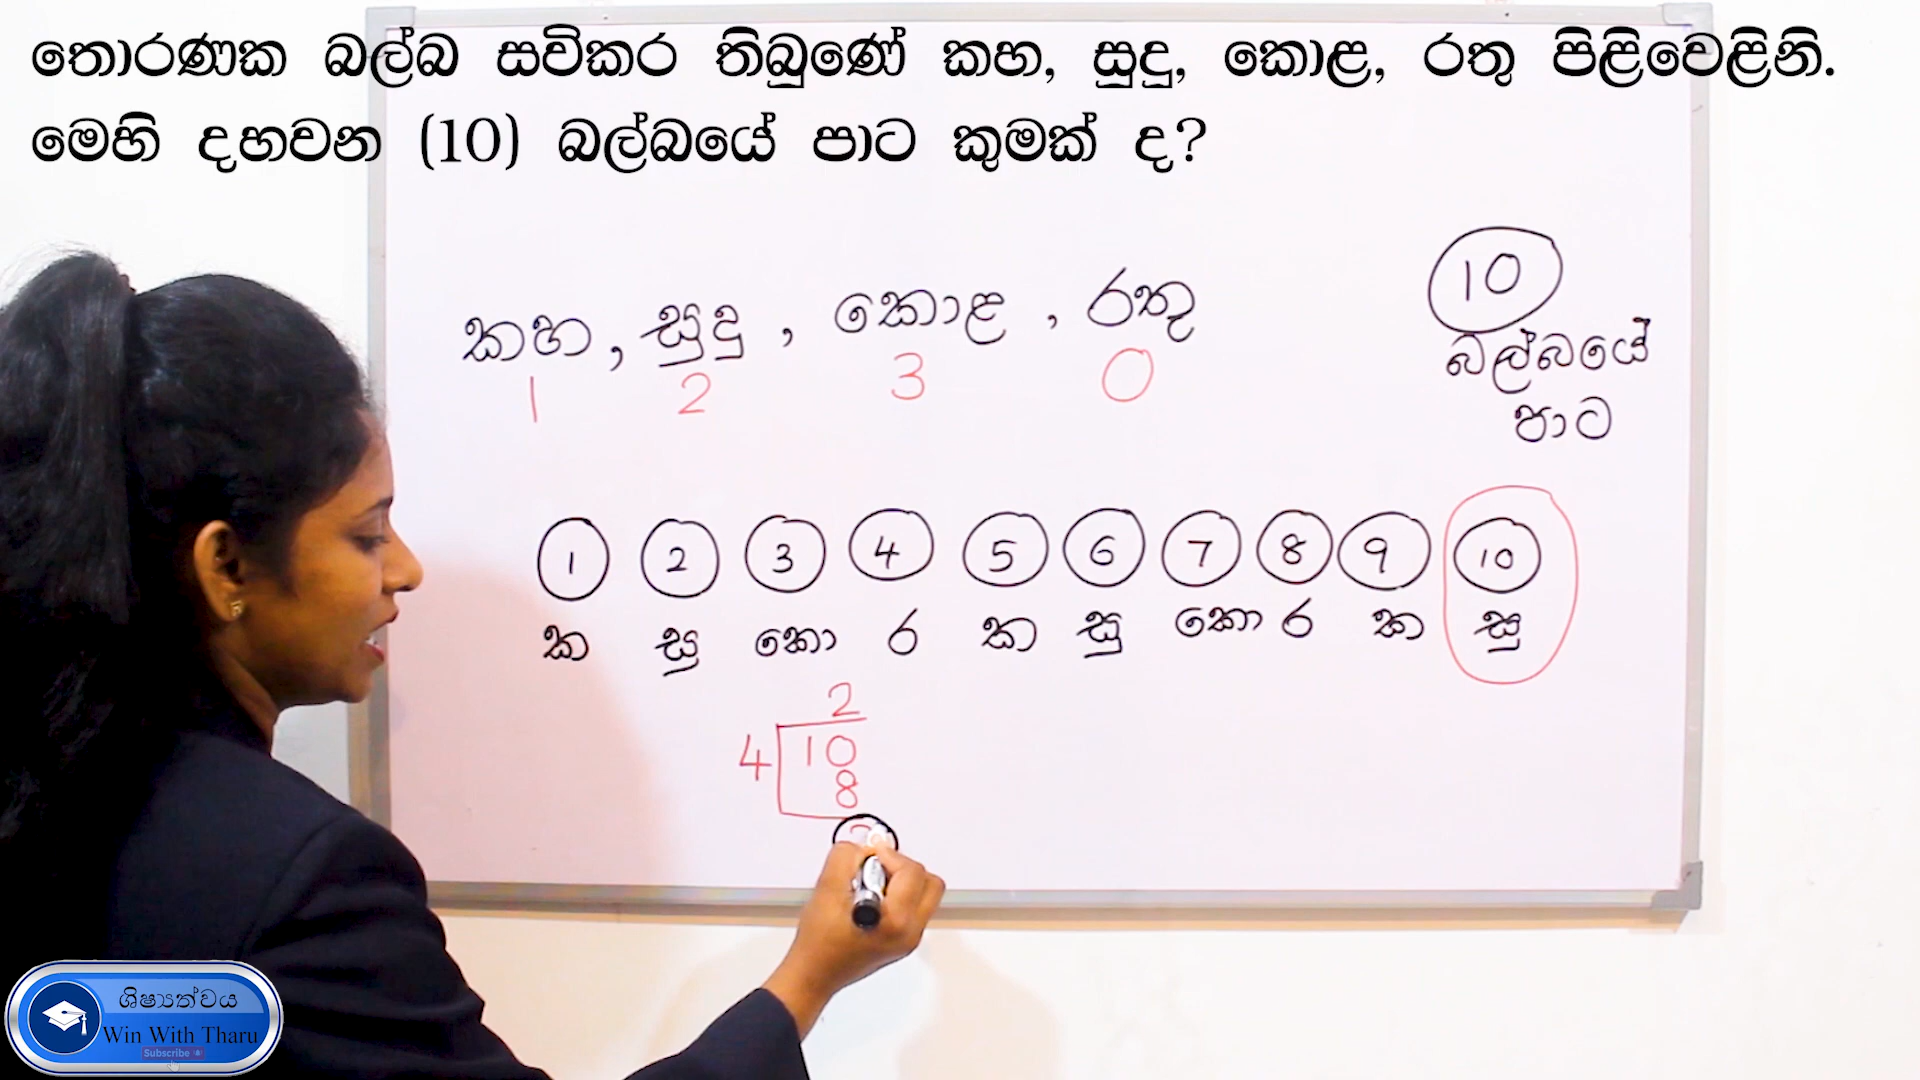 තොරණක බල්බ සවිකර තිබුණේ කහ, සුදු, කොළ, රතු පිළිවෙළිනි.
මෙහි දහවන (10) බල්බයේ පාට කුමක් ද?
කහ, සුදු, කොළ, රතු
1 2 3 0
10
බල්බයේ
පාට
1 2 3 4 5 6 7 8 9 10
ක සු කො ර ක සු කො ර ක සු
2
4 10
8
ශිෂ්‍යත්වය
Win With Tharu
Subscribe